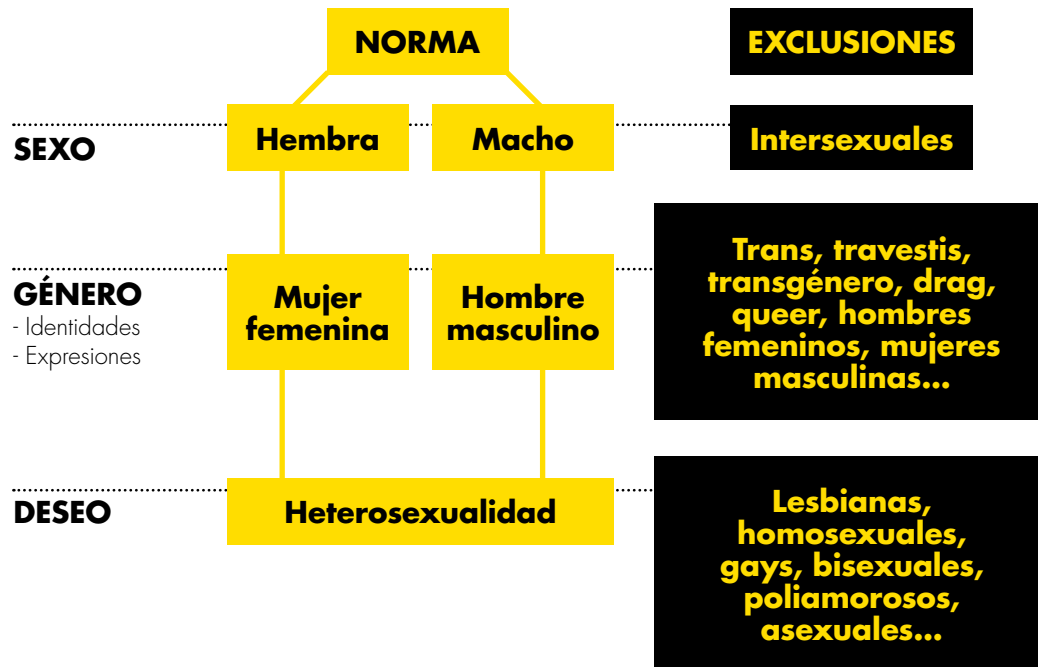 NORMA
EXCLUSIONES
SEXO
Hembra
Macho
Intersexuales
GÉNERO
- Identidades
- Expresiones
Mujer
femenina
Hombre
masculino
Trans, travestis,
transgénero, drag,
queer, hombres
femeninos, mujeres
masculinas...
DESEO
Heterosexualidad
Lesbianas,
homosexuales,
gays, bisexuales,
poliamorosos,
asexuales...